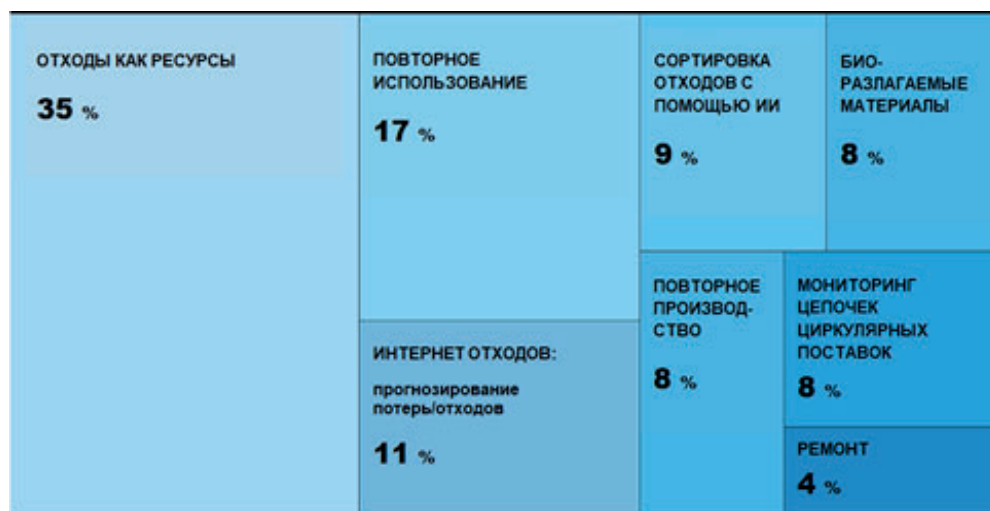 ОТХОДЫ КАК РЕСУРСЫ
35 %
ПОВТОРНОЕ
ИСПОЛЬЗОВАНИЕ
17 %
ИНТЕРНЕТ ОТХОДОВ:
прогнозирование
потерь/отходов
11 %
СОРТИРОВКА
ОТХОДОВ С
ПОМОЩЬЮ ИИ
9 %
БИО-
РАЗЛАГАЕМЫЕ
МАТЕРИАЛЫ
8 %
ПОВТОРНОЕ
ПРОИЗВОД-
СТВО
8 %
МОНИТОРИНГ
ЦЕПОЧЕК
ЦИРКУЛЯРНЫХ
ПОСТАВОК
8 %
РЕМОНТ
4 %